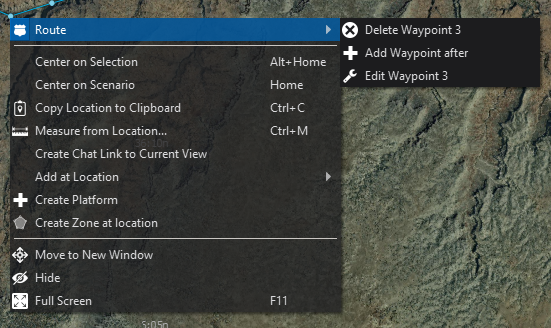 Route
Delete Waypoint 3
Add Waypoint after
Edit Waypoint 3
Center on Selection Alt+Home
Center on Scenario Home
Copy Location to Clipboard Ctrl+C
Measure from Location... Ctrl+M
Create Chat Link to Current View
Add at Location
Create Platform
Create Zone at location
Move to New Window
Hide
Full Screen F11